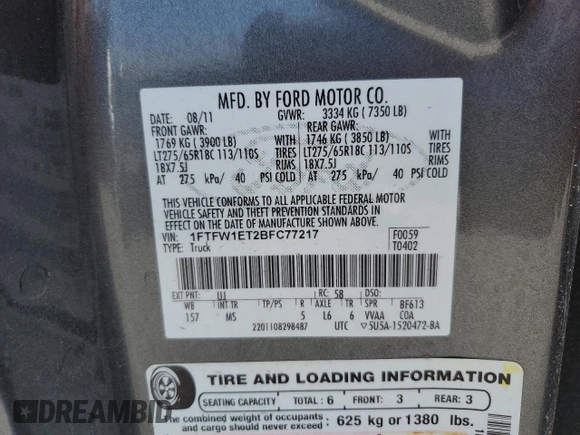 MFD. BY FORD MOTOR CO.
DATE: 08/11 GVWR: 3334 KG ( 7350 LB)
FRONT GAWR: REAR GAWR:
1769 KG ( 3900 LB) 1746 KG ( 3850 LB)
LT275/65R18C 113/110S TIRES LT275/65R18C 113/110S TIRES
18X7.5J RIMS 18X7.5J RIMS
AT 275 kPa/ 40 PSI COLD AT 275 kPa/ 40 PSI COLD
THIS VEHICLE CONFORMS TO ALL APPLICABLE FEDERAL MOTOR
VEHICLE SAFETY AND THEFT PREVENTION STANDARDS IN
EFFECT ON THE DATE OF MANUFACTURE SHOWN ABOVE.
VIN: 1FTFW1ET2BFC77217 F0059
TYPE: Truck T0402
EXT PNT: UJ RC: 58 DSO:
WB INT TR TP/PS R AXLE TR SPR BF613
157 MS 5 L6 6 VVAA COA
2201108298487 UTC ▽5U5A-1520472-BA
TIRE AND LOADING INFORMATION
SEATING CAPACITY TOTAL : 6 FRONT : 3 REAR: 3
The combined weight of occupants
and cargo should never exceed 625 kg or 1380 lbs.
DREAMBID